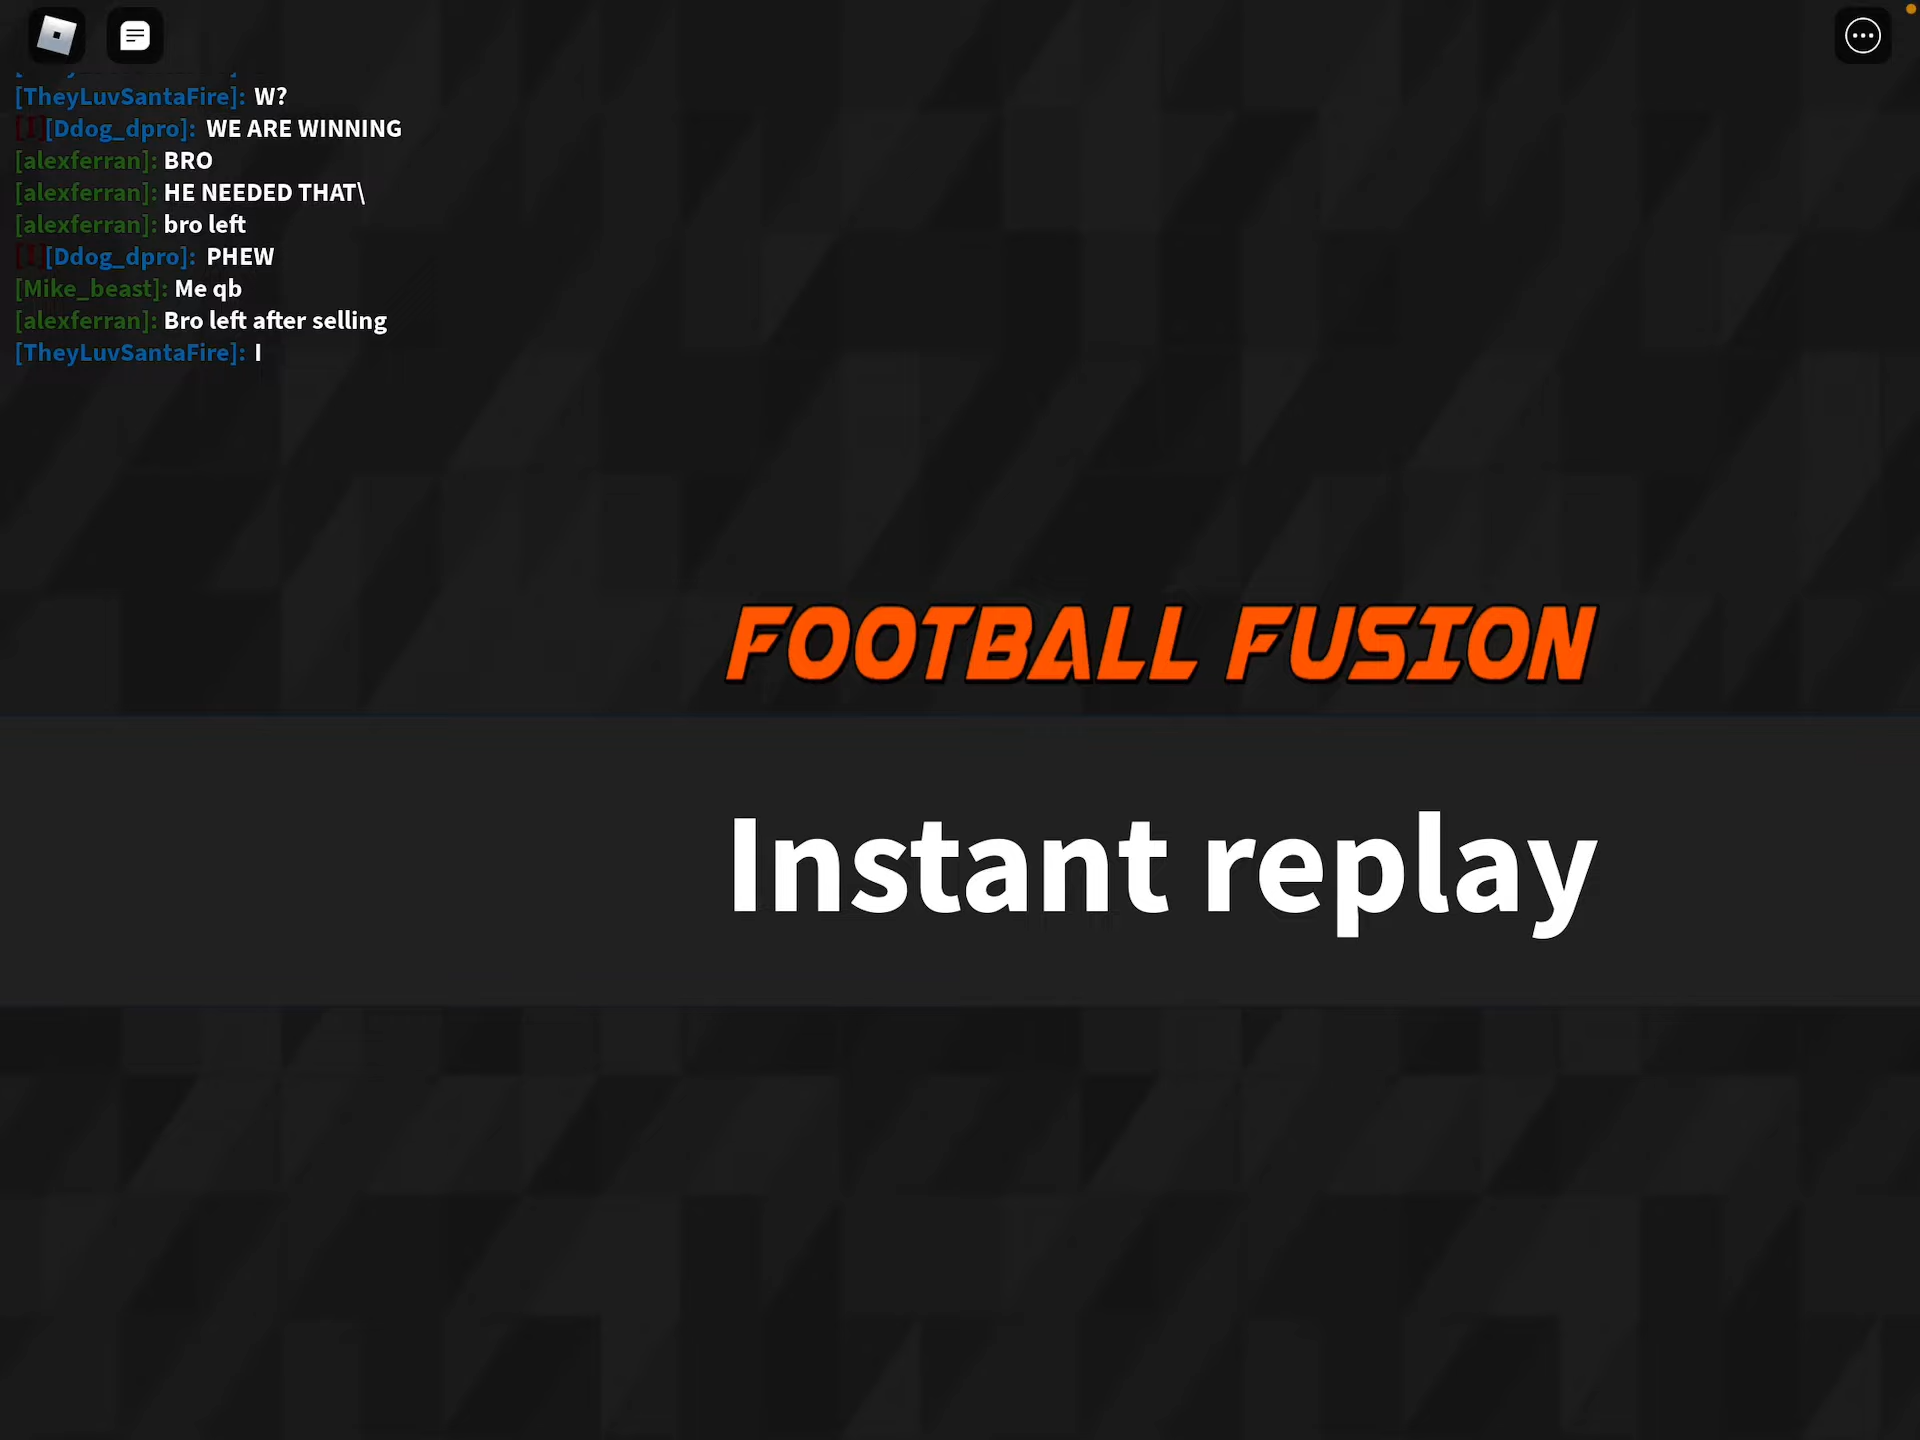 [TheyLuvSantaFire]: W?
[Ddog_dpro]: WE ARE WINNING
[alexferran]: BRO
[alexferran]: HE NEEDED THAT\
[alexferran]: bro left
[Ddog_dpro]: PHEW
[Mike_beast]: Me qb
[alexferran]: Bro left after selling
[TheyLuvSantaFire]: I
FOOTBALL FUSION
Instant replay